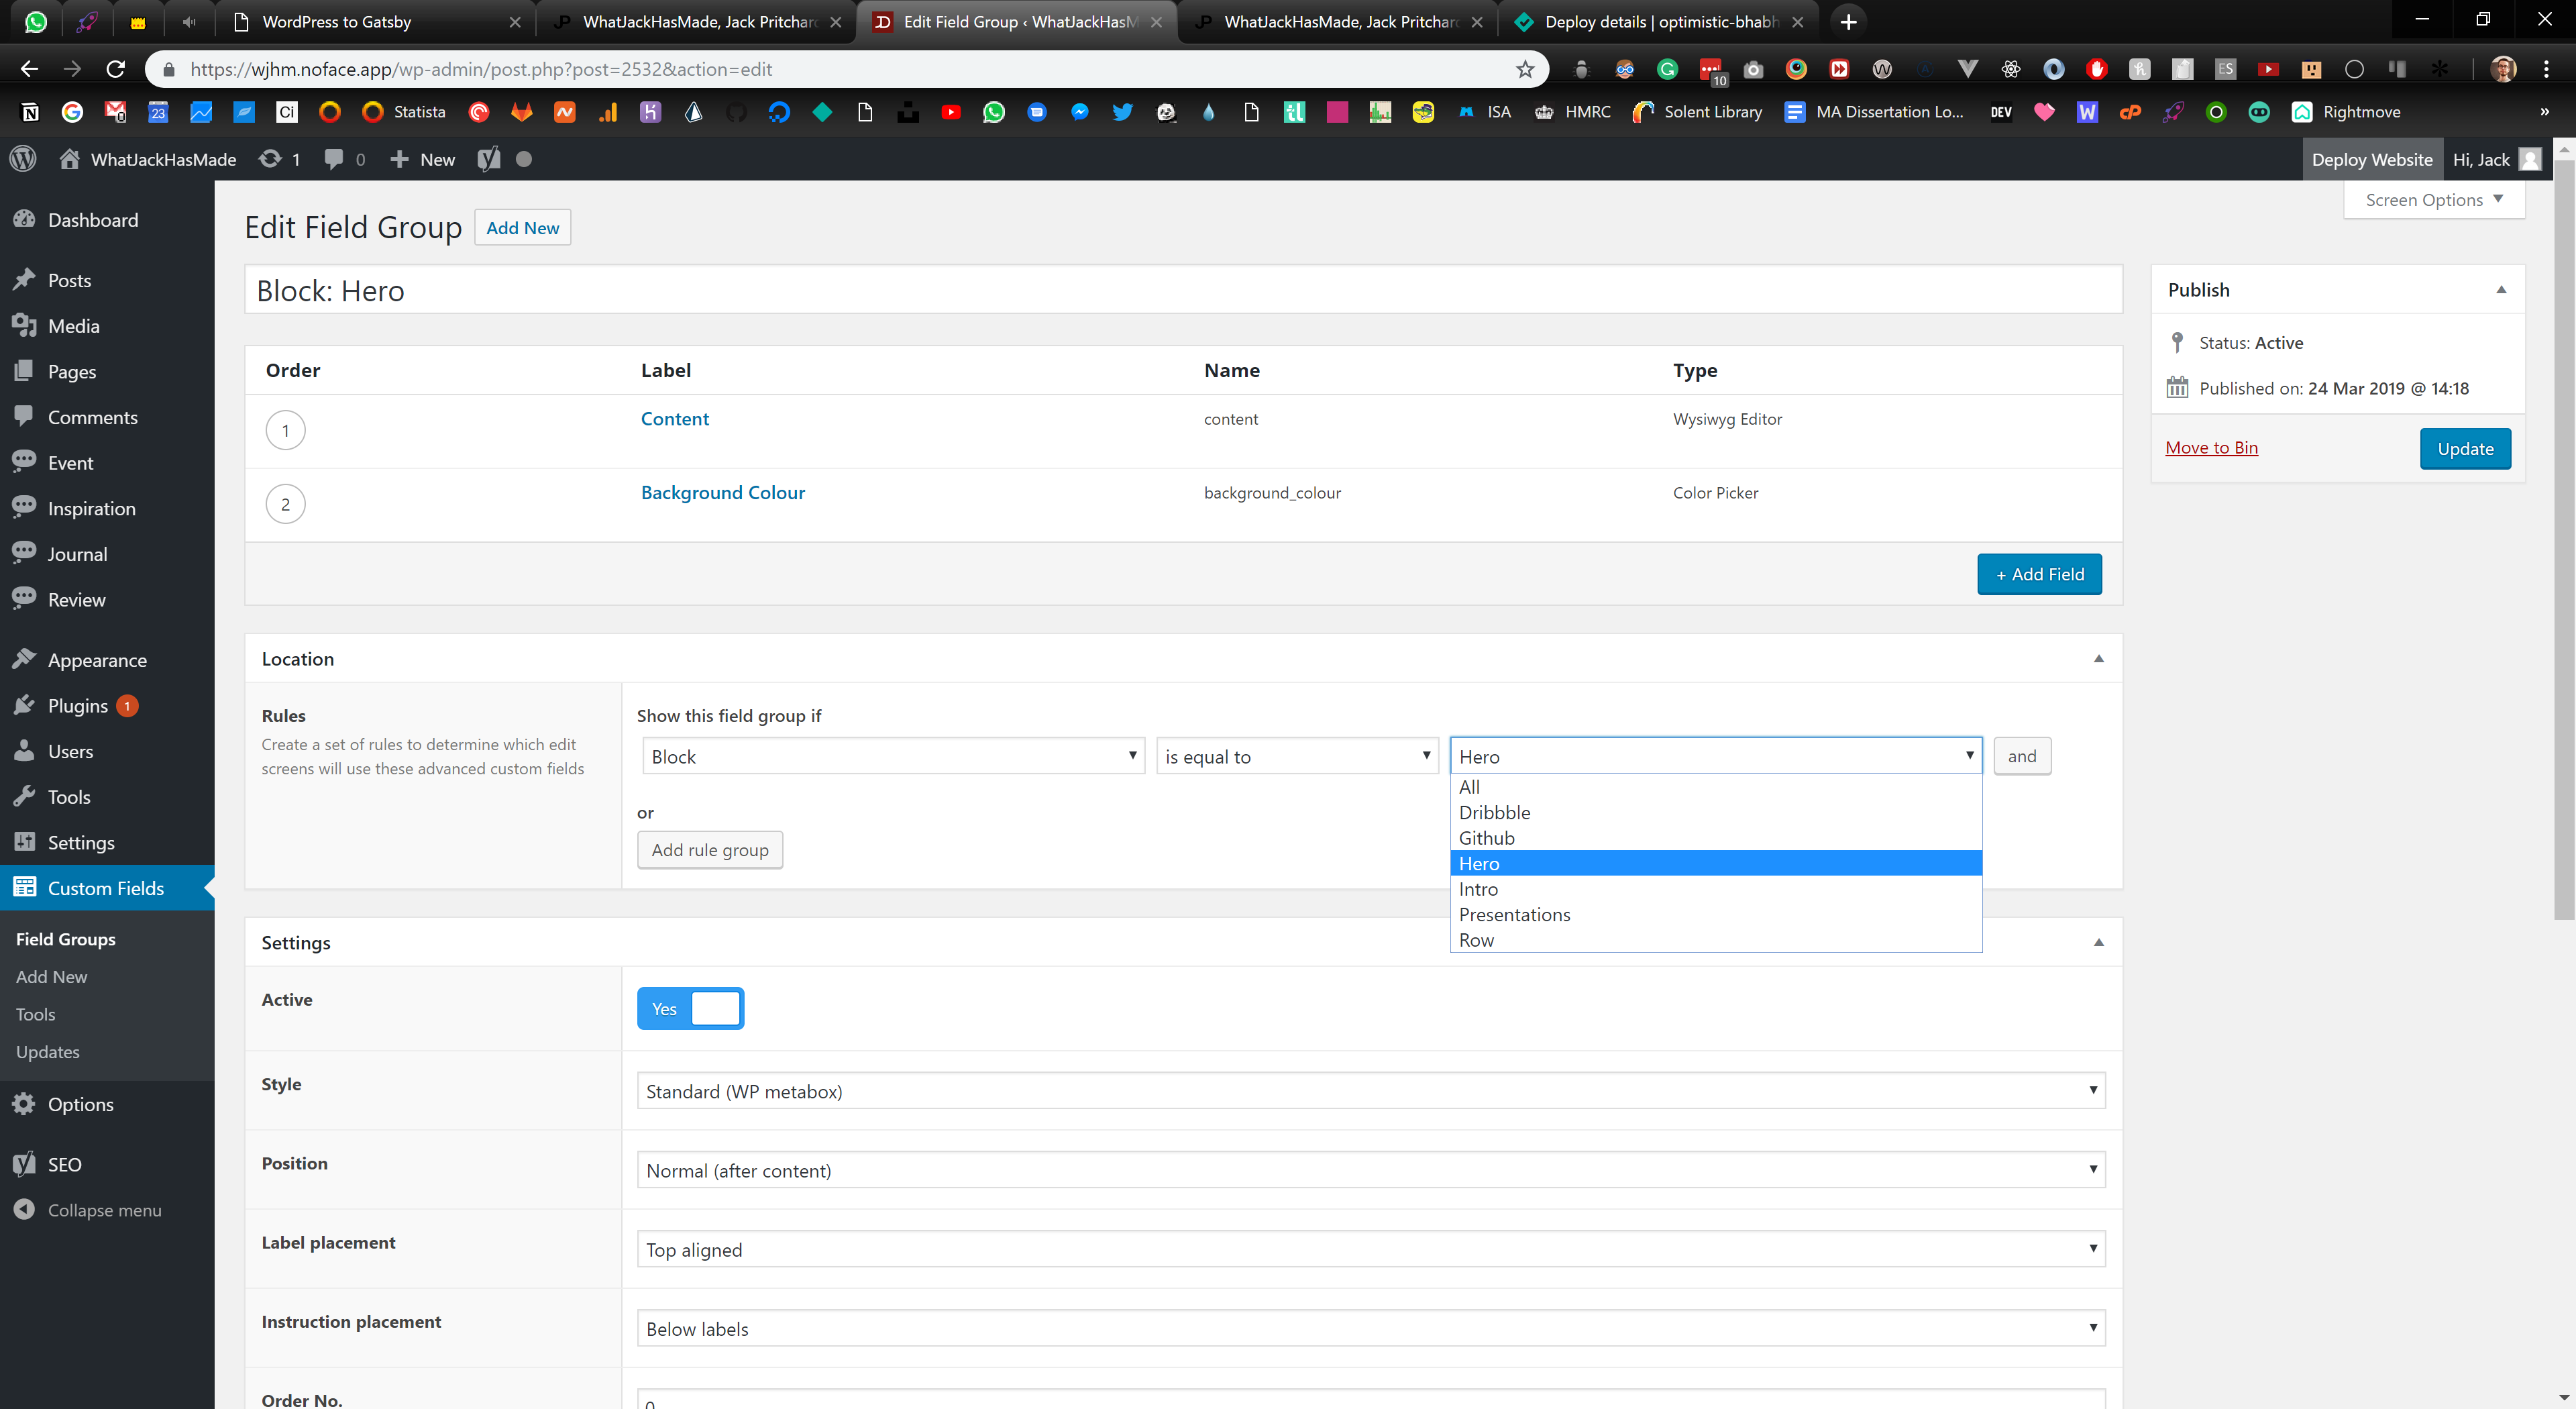 WordPress to Gatsby
WhatJackHasMade, Jack Pritchar
Edit Field Group ‹ WhatJackHasM
WhatJackHasMade, Jack Pritchar
Deploy details | optimistic-bhabh
https://wjhm.noface.app/wp-admin/post.php?post=2532&action=edit
10
23
Ci
Statista
ISA
HMRC
Solent Library
MA Dissertation Lo...
DEV
Rightmove
»
WhatJackHasMade
1
0
New
Deploy Website
Hi, Jack
Screen Options
Dashboard
Posts
Media
Pages
Comments
Event
Inspiration
Journal
Review
Appearance
Plugins 1
Users
Tools
Settings
Custom Fields
Field Groups
Add New
Tools
Updates
Options
SEO
Collapse menu
Edit Field Group
Add New
Block: Hero
Order Label Name Type
1 Content content Wysiwyg Editor
2 Background Colour background_colour Color Picker
+ Add Field
Location
Rules
Create a set of rules to determine which edit
screens will use these advanced custom fields
Show this field group if
Block
is equal to
Hero
and
All
Dribbble
Github
Hero
Intro
Presentations
Row
or
Add rule group
Settings
Active
Yes
Style
Standard (WP metabox)
Position
Normal (after content)
Label placement
Top aligned
Instruction placement
Below labels
Order No.
0
Publish
Status: Active
Published on: 24 Mar 2019 @ 14:18
Move to Bin
Update